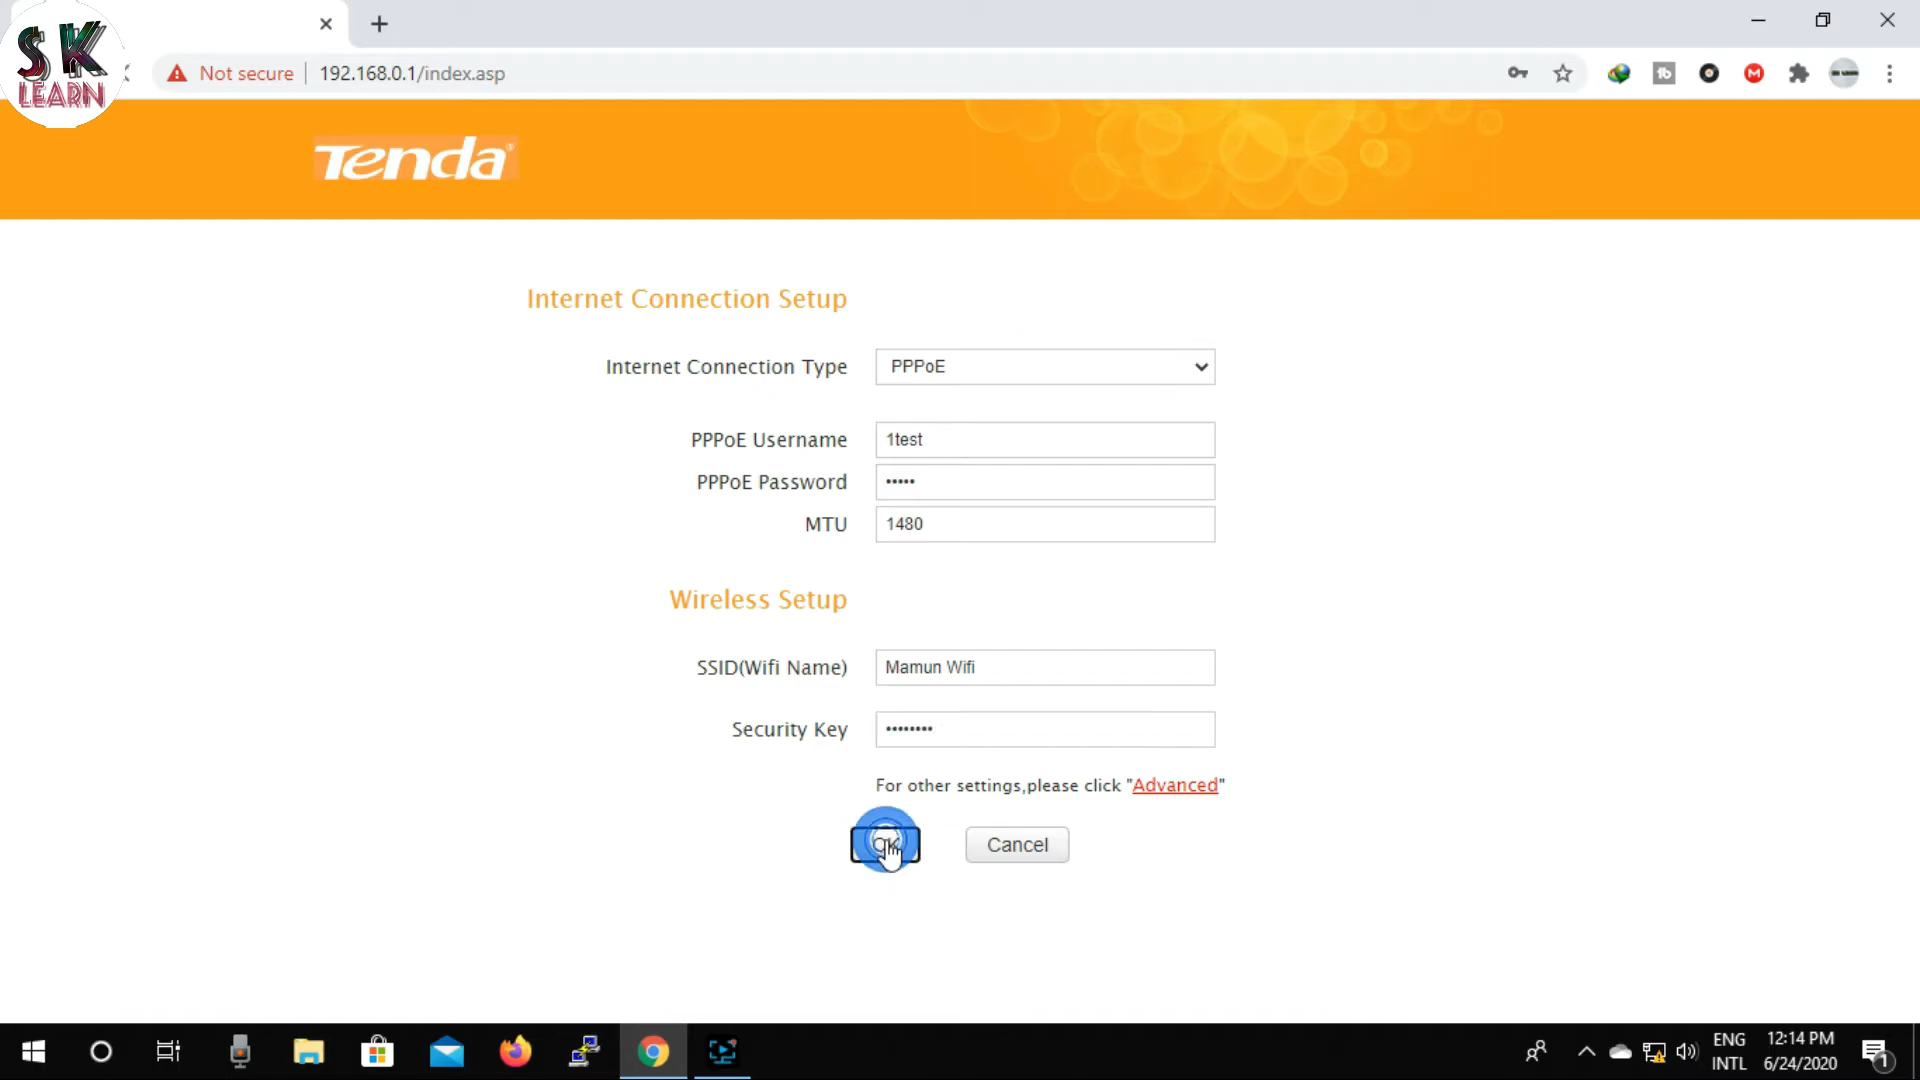 SK
LEARN
Not secure
192.168.0.1/index.asp
Tenda
Internet Connection Setup
Internet Connection Type
PPPoE
PPPoE Username
1test
PPPoE Password
•••••
MTU
1480
Wireless Setup
SSID(Wifi Name)
Mamun Wifi
Security Key
••••••••
For other settings,please click "Advanced"
Cancel
ENG
INTL
12:14 PM
6/24/2020
1